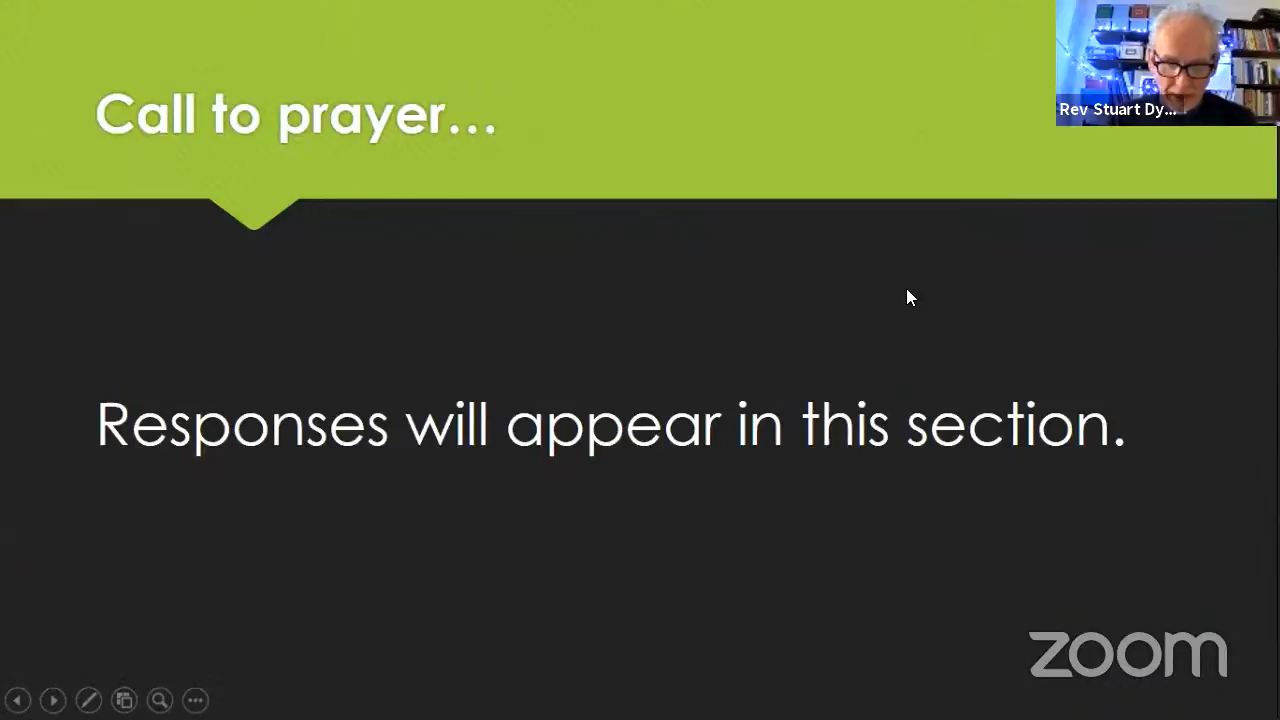 Call to prayer...
Rev Stuart Dy...
Responses will appear in this section.
zoom